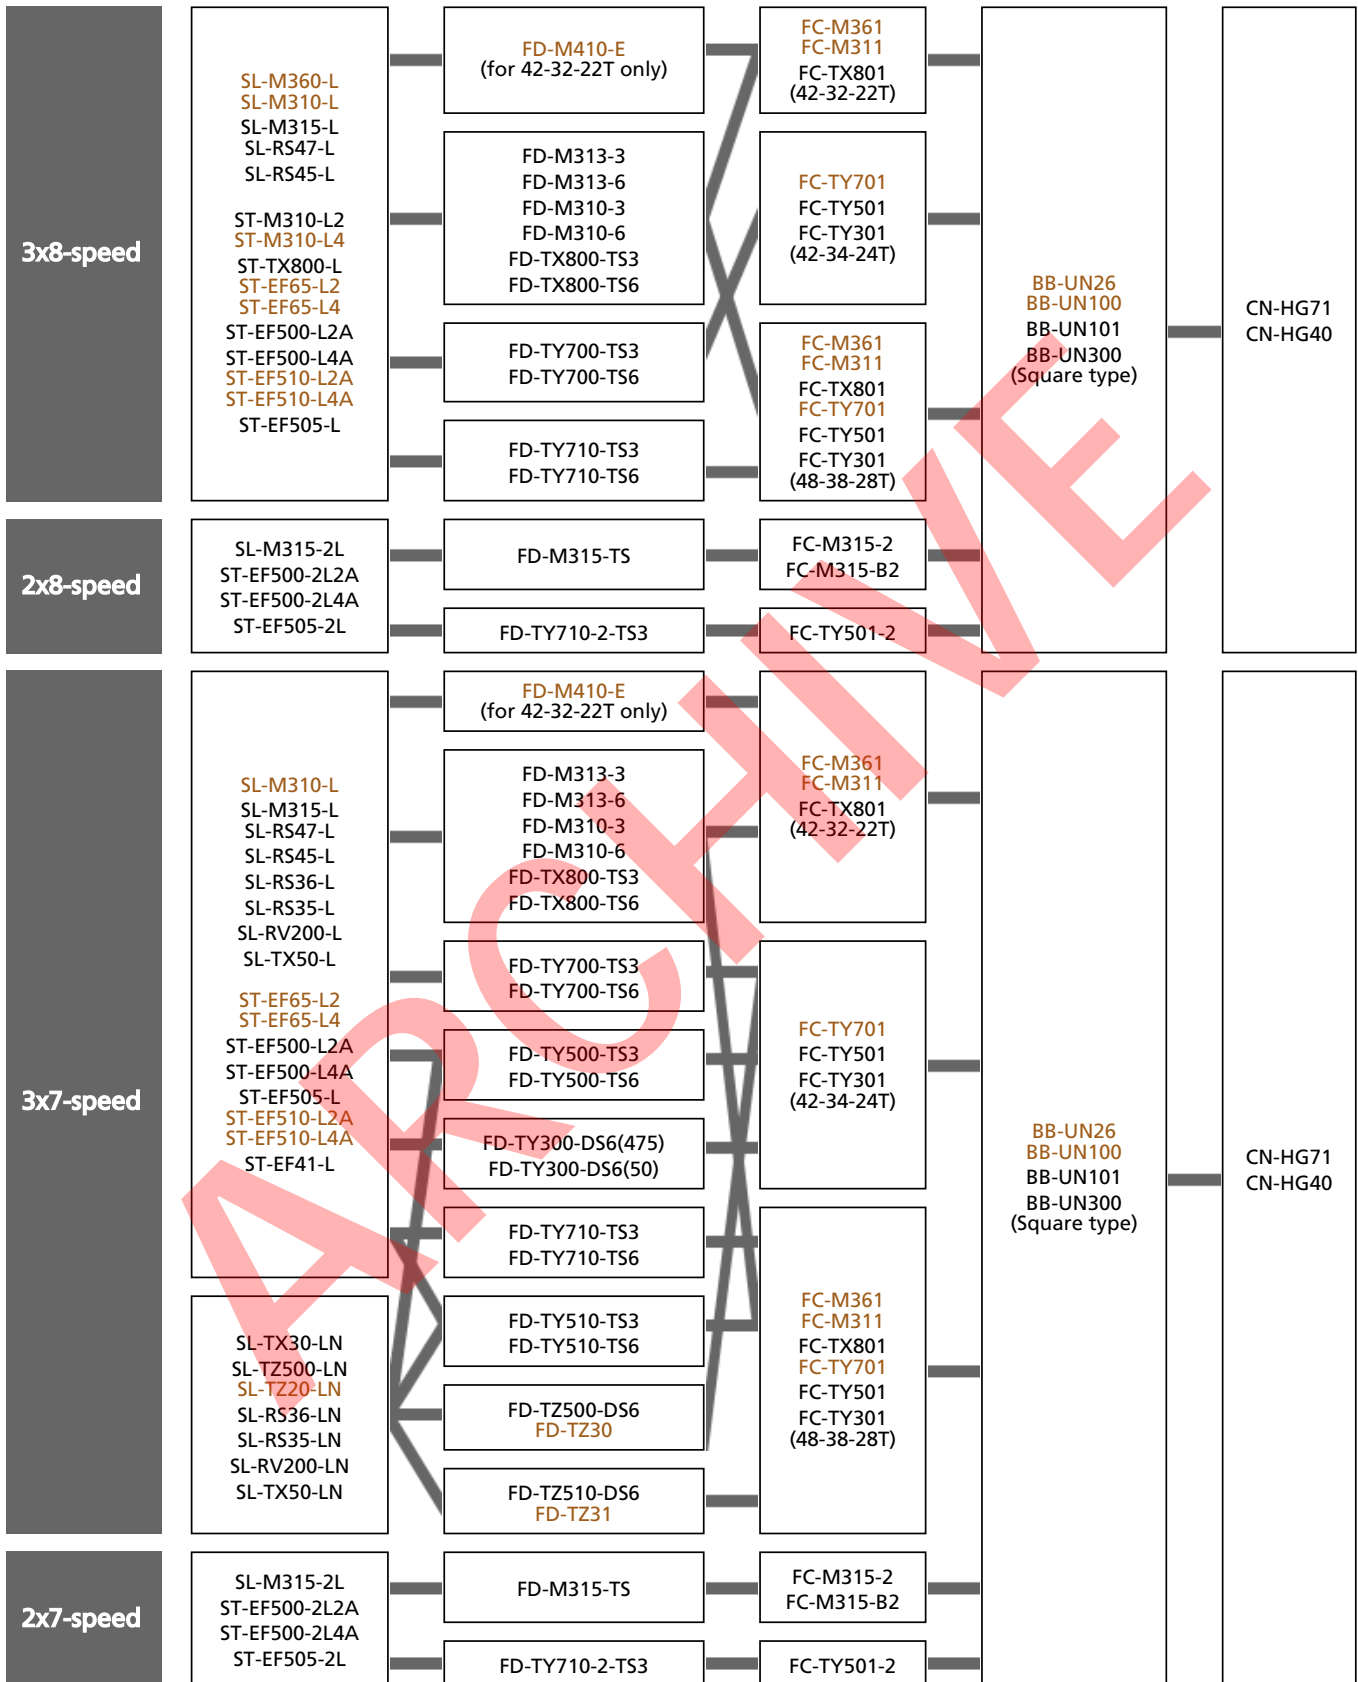 3x8-speed
SL-M360-L
SL-M310-L
SL-M315-L
SL-RS47-L
SL-RS45-L
ST-M310-L2
ST-M310-L4
ST-TX800-L
ST-EF65-L2
ST-EF65-L4
ST-EF500-L2A
ST-EF500-L4A
ST-EF510-L2A
ST-EF510-L4A
ST-EF505-L
FD-M410-E
(for 42-32-22T only)
FD-M313-3
FD-M313-6
FD-M310-3
FD-M310-6
FD-TX800-TS3
FD-TX800-TS6
FD-TY700-TS3
FD-TY700-TS6
FD-TY710-TS3
FD-TY710-TS6
FC-M361
FC-M311
FC-TX801
(42-32-22T)
FC-TY701
FC-TY501
FC-TY301
(42-34-24T)
FC-M361
FC-M311
FC-TX801
FC-TY701
FC-TY501
FC-TY301
(48-38-28T)
BB-UN26
BB-UN100
BB-UN101
BB-UN300
(Square type)
CN-HG71
CN-HG40
2x8-speed
SL-M315-2L
ST-EF500-2L2A
ST-EF500-2L4A
ST-EF505-2L
FD-M315-TS
FD-TY710-2-TS3
FC-M315-2
FC-M315-B2
FC-TY501-2
3x7-speed
SL-M310-L
SL-M315-L
SL-RS47-L
SL-RS45-L
SL-RS36-L
SL-RS35-L
SL-RV200-L
SL-TX50-L
ST-EF65-L2
ST-EF65-L4
ST-EF500-L2A
ST-EF500-L4A
ST-EF505-L
ST-EF510-L2A
ST-EF510-L4A
ST-EF41-L
SL-TX30-LN
SL-TZ500-LN
SL-TZ20-LN
SL-RS36-LN
SL-RS35-LN
SL-RV200-LN
SL-TX50-LN
FD-M410-E
(for 42-32-22T only)
FD-M313-3
FD-M313-6
FD-M310-3
FD-M310-6
FD-TX800-TS3
FD-TX800-TS6
FD-TY700-TS3
FD-TY700-TS6
FD-TY500-TS3
FD-TY500-TS6
FD-TY300-DS6(475)
FD-TY300-DS6(50)
FD-TY710-TS3
FD-TY710-TS6
FD-TY510-TS3
FD-TY510-TS6
FD-TZ500-DS6
FD-TZ30
FD-TZ510-DS6
FD-TZ31
FC-M361
FC-M311
FC-TX801
(42-32-22T)
FC-TY701
FC-TY501
FC-TY301
(42-34-24T)
FC-M361
FC-M311
FC-TX801
FC-TY701
FC-TY501
FC-TY301
(48-38-28T)
BB-UN26
BB-UN100
BB-UN101
BB-UN300
(Square type)
CN-HG71
CN-HG40
2x7-speed
SL-M315-2L
ST-EF500-2L2A
ST-EF500-2L4A
ST-EF505-2L
FD-M315-TS
FD-TY710-2-TS3
FC-M315-2
FC-M315-B2
FC-TY501-2
ARCHIVE